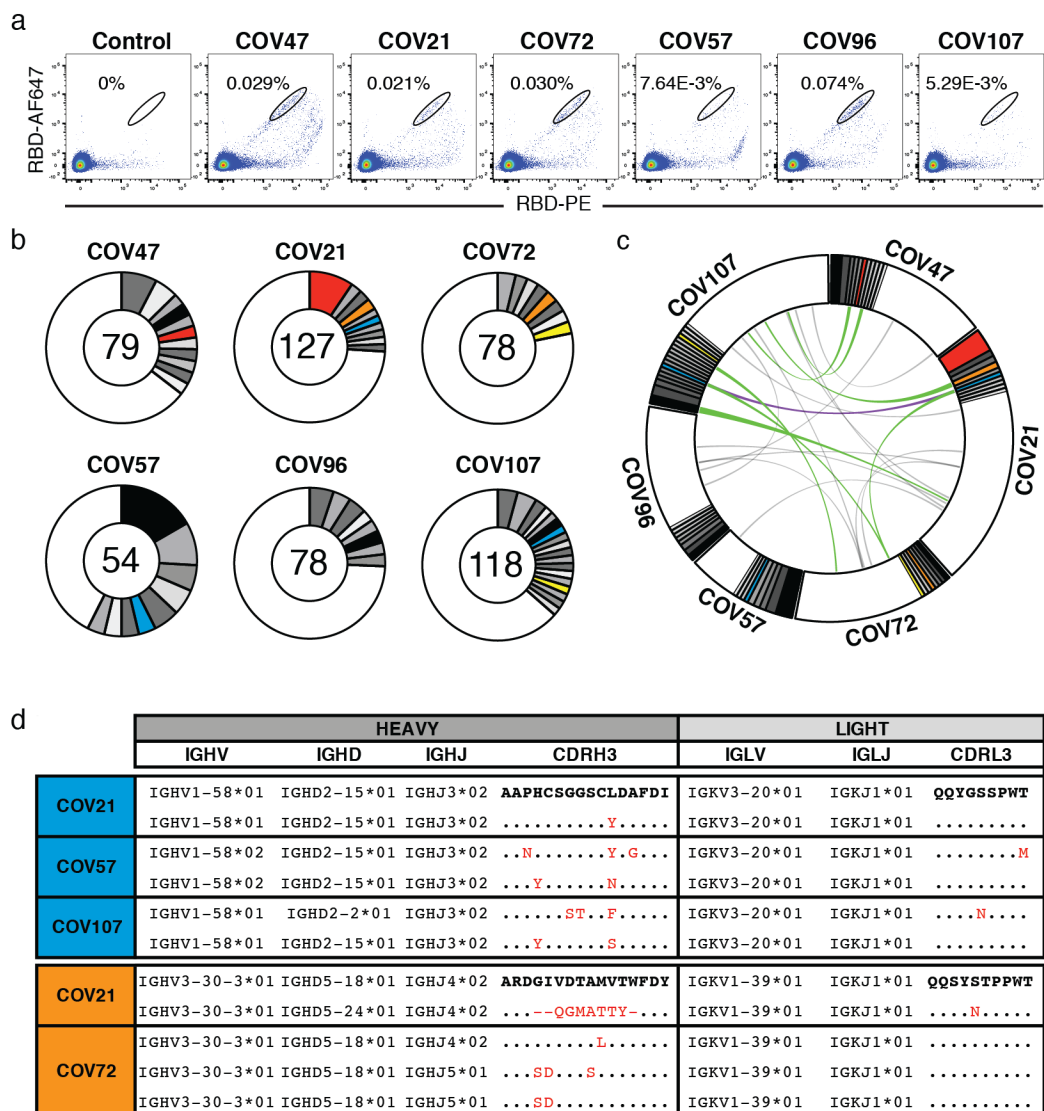 a
Control COV47 COV21 COV72 COV57 COV96 COV107
RBD-AF647
0% 0.029% 0.021% 0.030% 7.64E-3% 0.074% 5.29E-3%
RBD-PE
b
COV47 COV21 COV72
79 127 78
COV57 COV96 COV107
54 78 118
c
COV47
COV21
COV72
COV57
COV96
COV107
d
HEAVY LIGHT
IGHV IGHD IGHJ CDRH3 IGLV IGLJ CDRL3
COV21
IGHV1-58*01 IGHD2-15*01 IGHJ3*02 AAPHCSGGSCLDAFDI IGKV3-20*01 IGKJ1*01 QQYGSSPWT
IGHV1-58*01 IGHD2-15*01 IGHJ3*02 ..........Y..... IGKV3-20*01 IGKJ1*01 .........
COV57
IGHV1-58*02 IGHD2-15*01 IGHJ3*02 ..N.......Y.G... IGKV3-20*01 IGKJ1*01 ........M
IGHV1-58*02 IGHD2-15*01 IGHJ3*02 ...Y......N..... IGKV3-20*01 IGKJ1*01 .........
COV107
IGHV1-58*01 IGHD2-2*01 IGHJ3*02 ......ST..F..... IGKV3-20*01 IGKJ1*01 ....N....
IGHV1-58*01 IGHD2-15*01 IGHJ3*02 ...Y......S..... IGKV3-20*01 IGKJ1*01 .........
COV21
IGHV3-30-3*01 IGHD5-18*01 IGHJ4*02 ARDGIVDTAMVTWFDY IGKV1-39*01 IGKJ1*01 QQSYSTPPWT
IGHV3-30-3*01 IGHD5-24*01 IGHJ4*02 ...--QGMATTY-... IGKV1-39*01 IGKJ1*01 ....N.....
COV72
IGHV3-30-3*01 IGHD5-18*01 IGHJ4*02 .........L...... IGKV1-39*01 IGKJ1*01 ..........
IGHV3-30-3*01 IGHD5-18*01 IGHJ5*01 ...SD...S....... IGKV1-39*01 IGKJ1*01 ..........
IGHV3-30-3*01 IGHD5-18*01 IGHJ5*01 ...SD........... IGKV1-39*01 IGKJ1*01 ..........